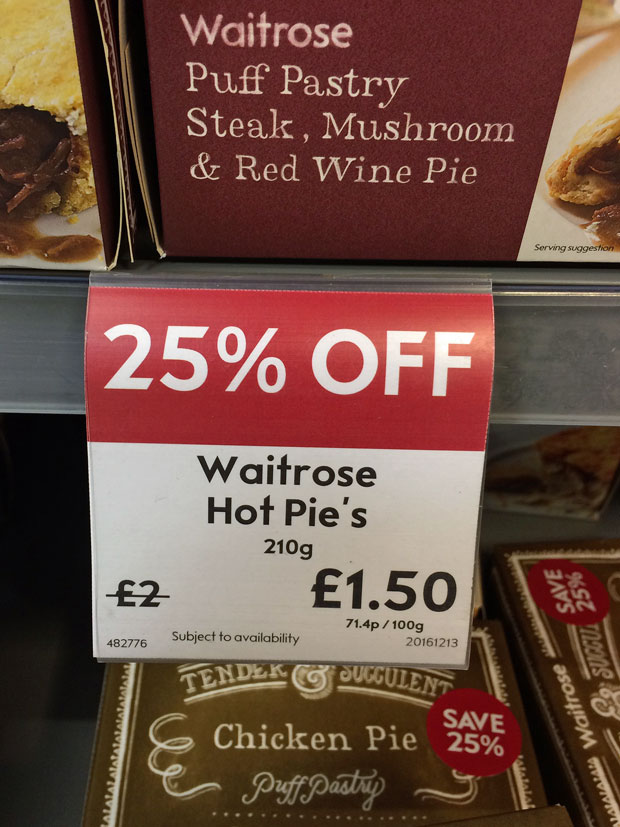 Waitrose
Puff Pastry
Steak, Mushroom
& Red Wine Pie
Serving suggestion
25% OFF
Waitrose
Hot Pie's
210g
£2
£1.50
71.4p / 100g
482776
Subject to availability
20161213
TENDER & SUCCULENT
Chicken Pie
Puff Pastry
SAVE
25%
SAVE
25%
Waitrose